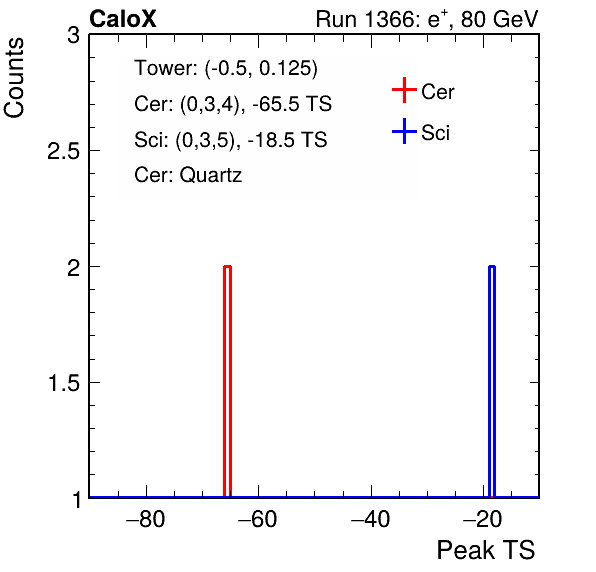 CaloX Run 1366: e⁺, 80 GeV
Counts
Tower: (-0.5, 0.125)
Cer: (0,3,4), -65.5 TS
Sci: (0,3,5), -18.5 TS
Cer: Quartz
Cer
Sci
3
2.5
2
1.5
1
−80 −60 −40 −20
Peak TS